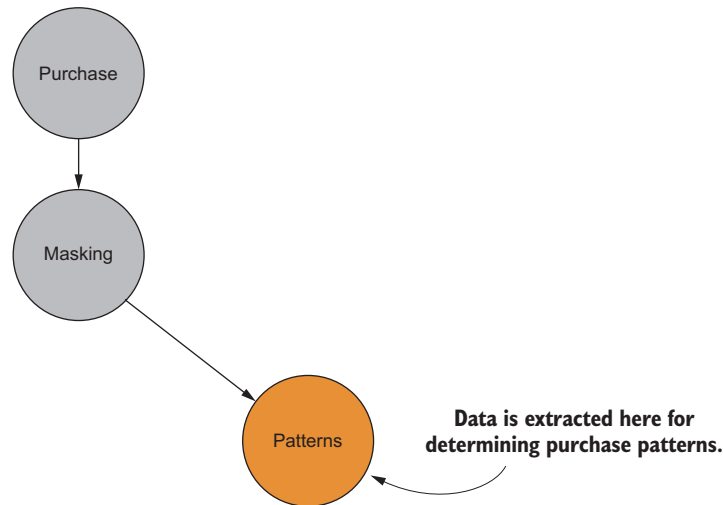 Purchase
Masking
Patterns
Data is extracted here for
determining purchase patterns.